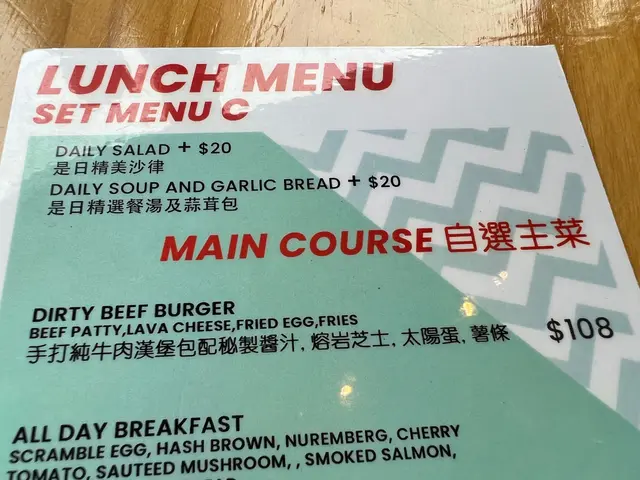 LUNCH MENU
SET MENU C
DAILY SALAD + $20
是日精美沙律
DAILY SOUP AND GARLIC BREAD + $20
是日精選餐湯及蒜茸包
MAIN COURSE 自選主菜
DIRTY BEEF BURGER
BEEF PATTY,LAVA CHEESE,FRIED EGG,FRIES
手打純牛肉漢堡包配秘製醬汁, 熔岩芝士, 太陽蛋, 薯條 $108
ALL DAY BREAKFAST
SCRAMBLE EGG, HASH BROWN, NUREMBERG, CHERRY
TOMATO, SAUTEED MUSHROOM, , SMOKED SALMON,